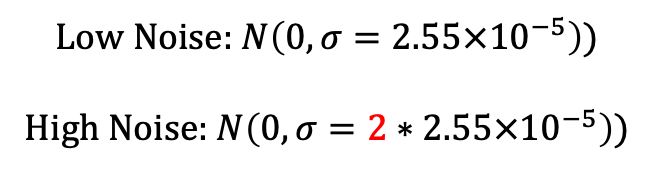 Low Noise: N(0, σ = 2.55×10⁻⁵))
High Noise: N(0, σ = 2 * 2.55×10⁻⁵))